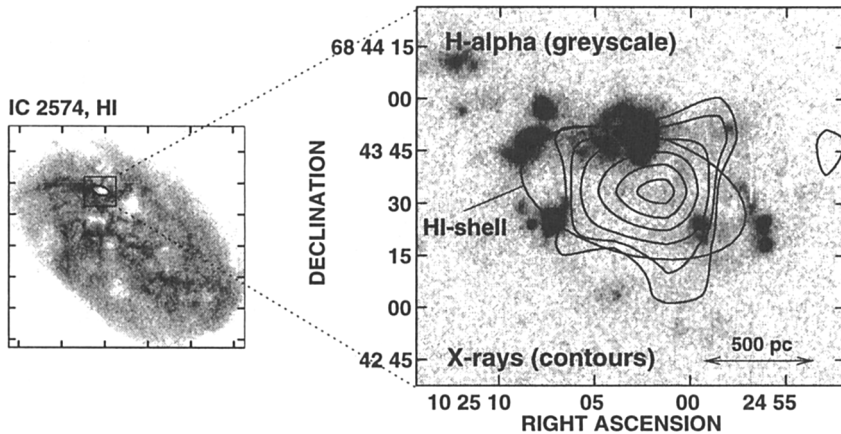 IC 2574, HI
H-alpha (greyscale)
HI-shell
X-rays (contours)
500 pc
DECLINATION
68 44 15
00
43 45
30
15
00
42 45
10 25 10
05
00
24 55
RIGHT ASCENSION